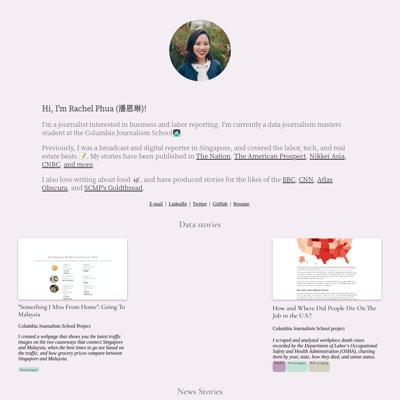 Hi, I'm Rachel Phua (潘恩琳)!
I'm a journalist interested in business and labor reporting. I'm currently a data journalism masters
student at the Columbia Journalism School
Previously, I was a broadcast and digital reporter in Singapore, and covered the labor, tech, and real
estate beats. My stories have been published in The Nation, The American Prospect, Nikkei Asia,
CNBC, and more.
I also love writing about food, and have produced stories for the likes of the BBC, CNN, Atlas
Obscura, and SCMP's Goldthread.
E-mail | LinkedIn | Twitter | GitHub | Resume
Data stories
"Something I Miss From Home": Going To
Malaysia
Columbia Journalism School Project
I created a webpage that shows you the latest traffic
images on the two causeways that connect Singapore
and Malaysia, when the best times to go are based on
the traffic, and how grocery prices compare between
Singapore and Malaysia.
How and Where Did People Die On The
Job in the U.S.?
Columbia Journalism School project
I scraped and analyzed workplace death cases
recorded by the Department of Labor's Occupational
Safety and Health Administration (OSHA), charting
them by year, state, how they died, and union status.
News Stories